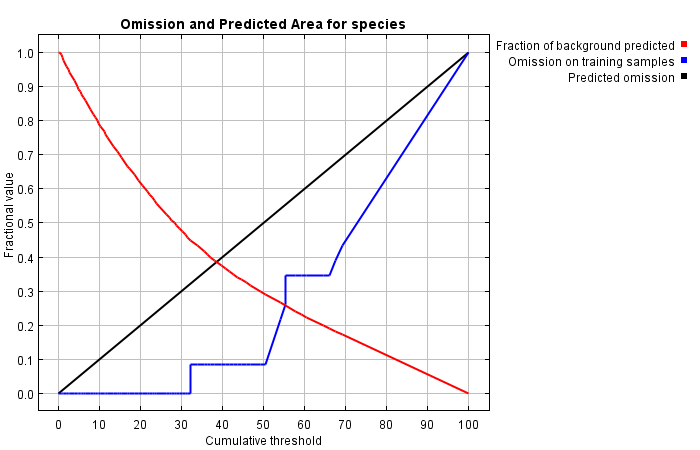 Omission and Predicted Area for species
Fraction of background predicted
Omission on training samples
Predicted omission
Fractional value
1.0
0.9
0.8
0.7
0.6
0.5
0.4
0.3
0.2
0.1
0.0
0 10 20 30 40 50 60 70 80 90 100
Cumulative threshold